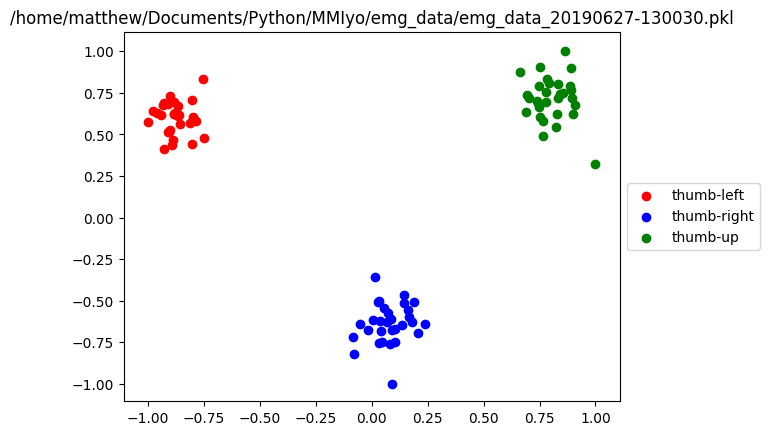 /home/matthew/Documents/Python/MMIyo/emg_data/emg_data_20190627-130030.pkl
1.00
0.75
0.50
0.25
0.00
−0.25
−0.50
−0.75
−1.00
−1.00 −0.75 −0.50 −0.25 0.00 0.25 0.50 0.75 1.00
thumb-left
thumb-right
thumb-up